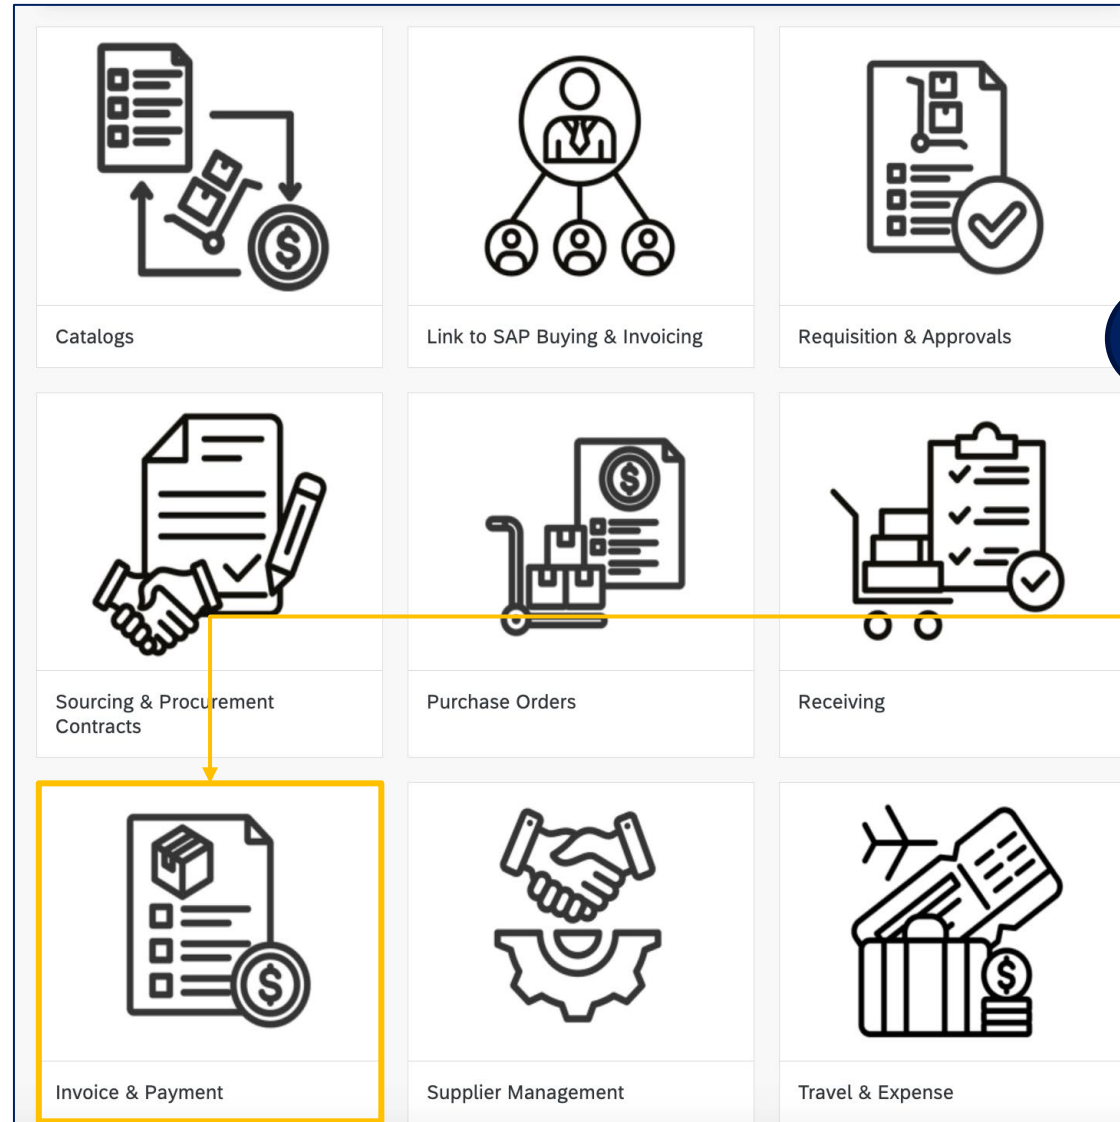 Catalogs
Link to SAP Buying & Invoicing
Requisition & Approvals
Sourcing & Procurement
Contracts
Purchase Orders
Receiving
Invoice & Payment
Supplier Management
Travel & Expense